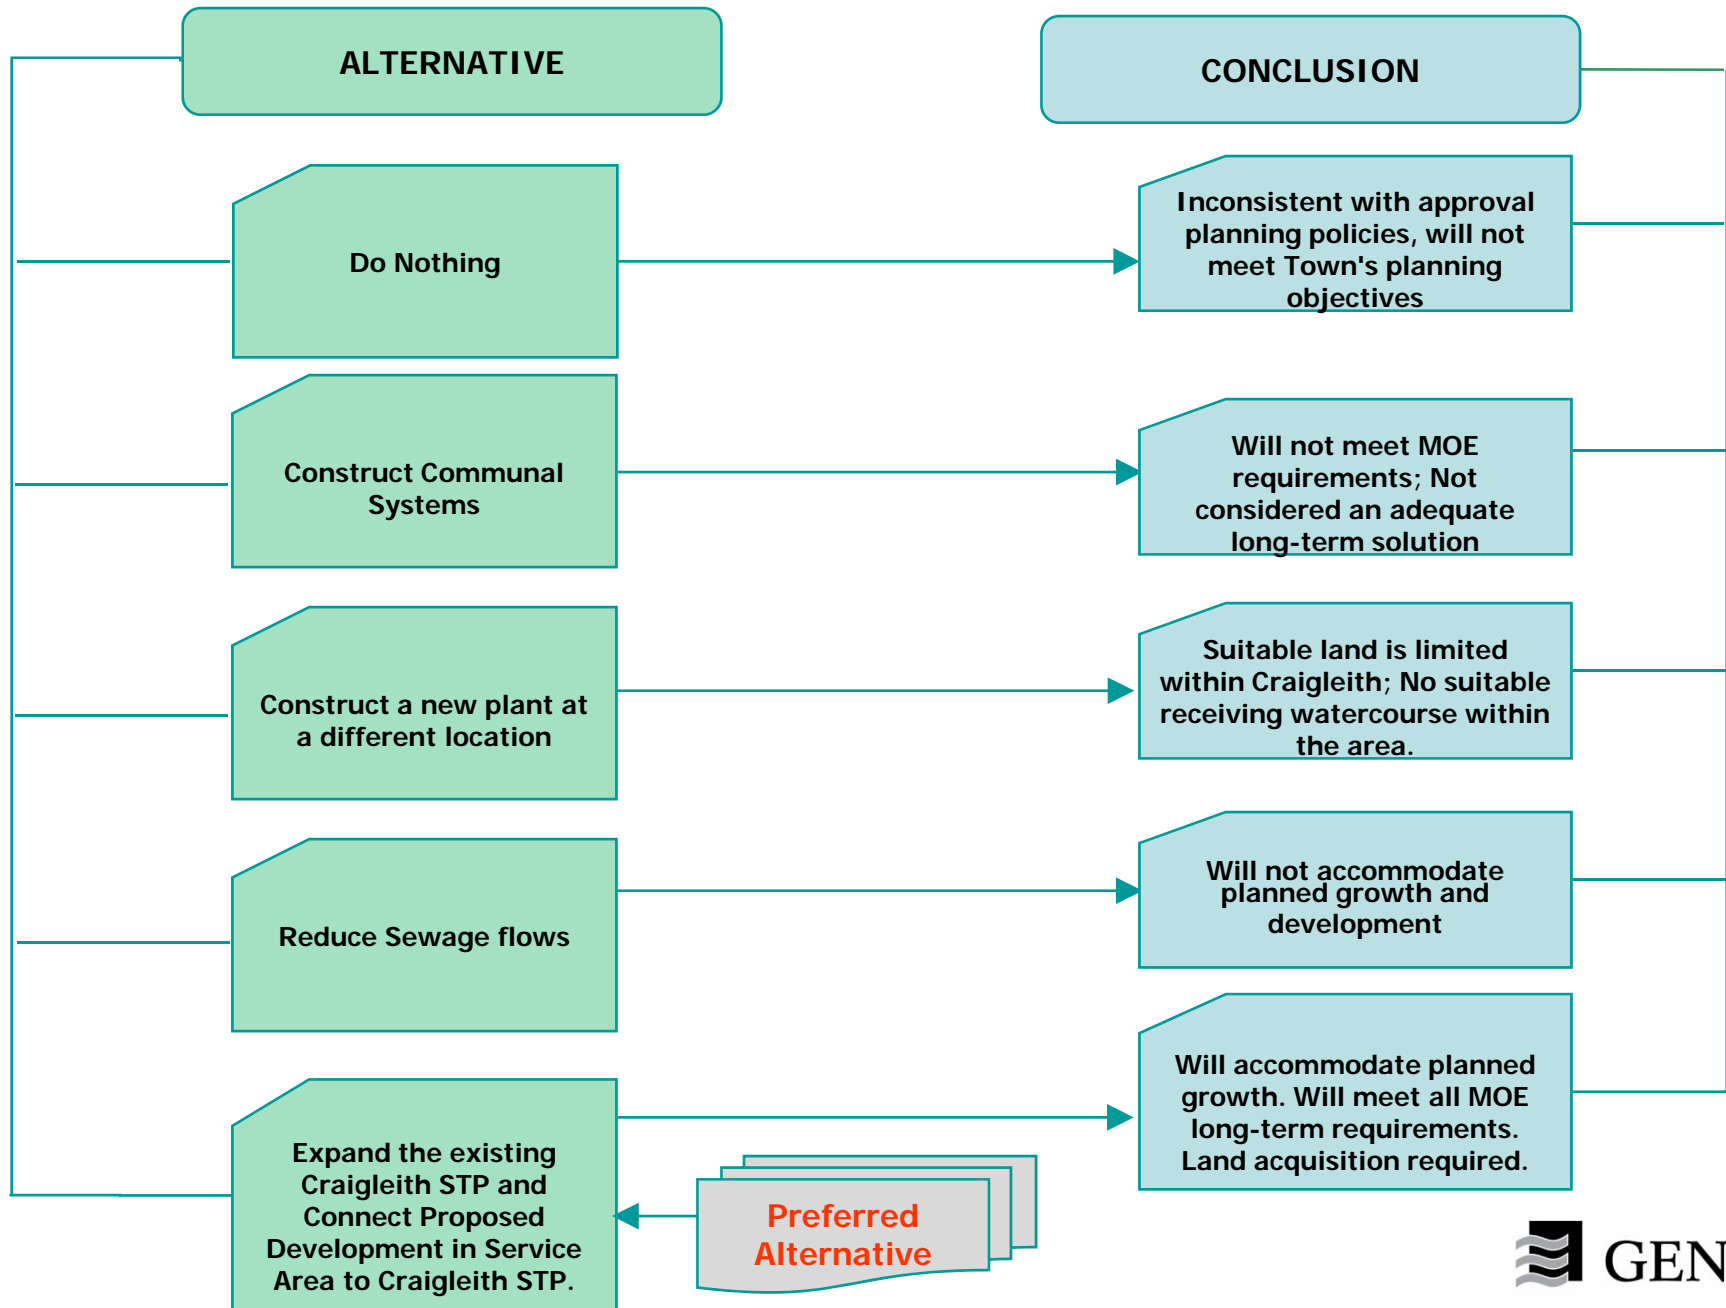 ALTERNATIVE
CONCLUSION
Do Nothing
Inconsistent with approval
planning policies, will not
meet Town's planning
objectives
Construct Communal
Systems
Will not meet MOE
requirements; Not
considered an adequate
long-term solution
Construct a new plant at
a different location
Suitable land is limited
within Craigleith; No suitable
receiving watercourse within
the area.
Reduce Sewage flows
Will not accommodate
planned growth and
development
Expand the existing
Craigleith STP and
Connect Proposed
Development in Service
Area to Craigleith STP.
Will accommodate planned
growth. Will meet all MOE
long-term requirements.
Land acquisition required.
Preferred
Alternative
GEN